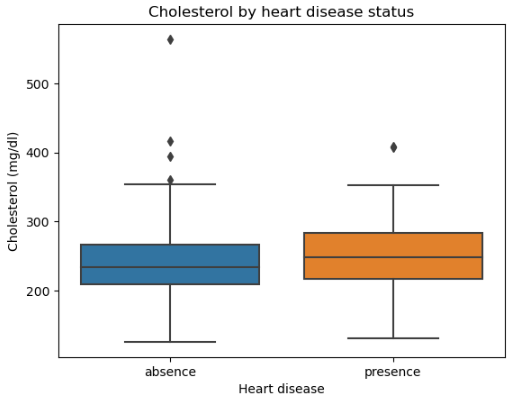 Cholesterol by heart disease status
Cholesterol (mg/dl)
500
400
300
200
absence presence
Heart disease